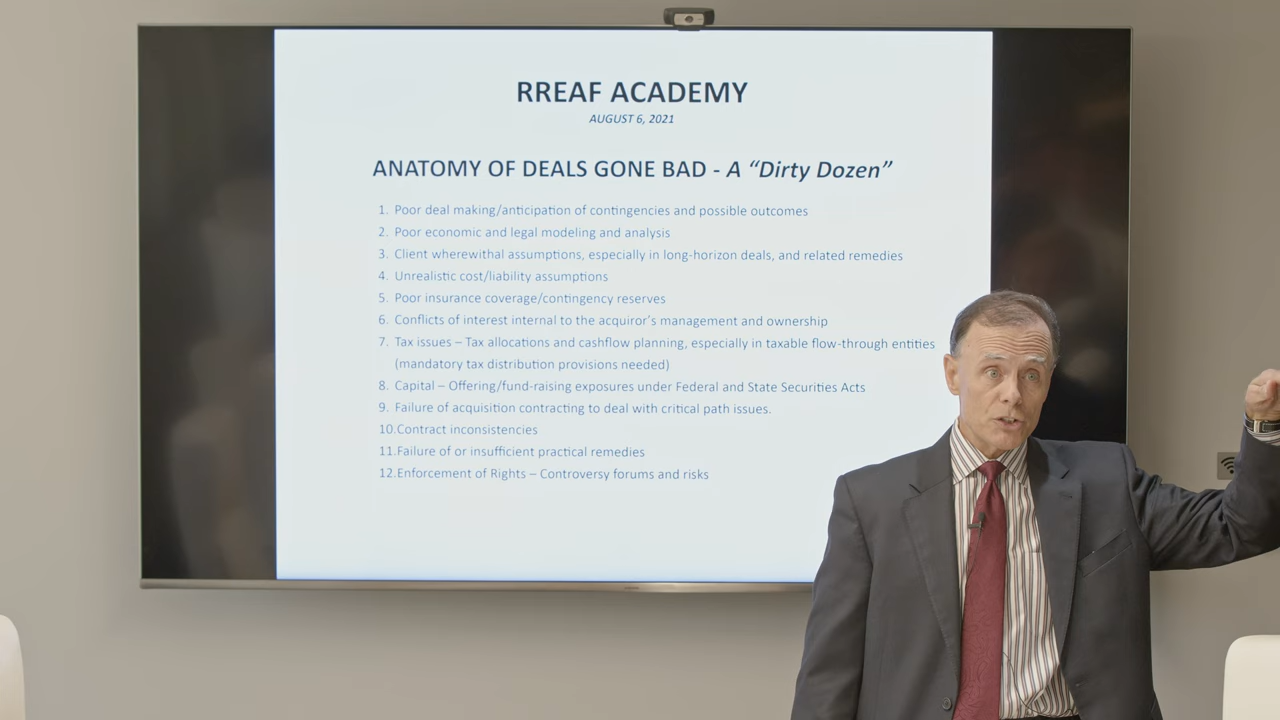 RREAF ACADEMY
AUGUST 6, 2021
ANATOMY OF DEALS GONE BAD - A “Dirty Dozen”
1. Poor deal making/anticipation of contingencies and possible outcomes
2. Poor economic and legal modeling and analysis
3. Client wherewithal assumptions, especially in long-horizon deals, and related remedies
4. Unrealistic cost/liability assumptions
5. Poor insurance coverage/contingency reserves
6. Conflicts of interest internal to the acquiror’s management and ownership
7. Tax issues – Tax allocations and cashflow planning, especially in taxable flow-through entities
(mandatory tax distribution provisions needed)
8. Capital – Offering/fund-raising exposures under Federal and State Securities Acts
9. Failure of acquisition contracting to deal with critical path issues.
10.Contract inconsistencies
11.Failure of or insufficient practical remedies
12.Enforcement of Rights – Controversy forums and risks